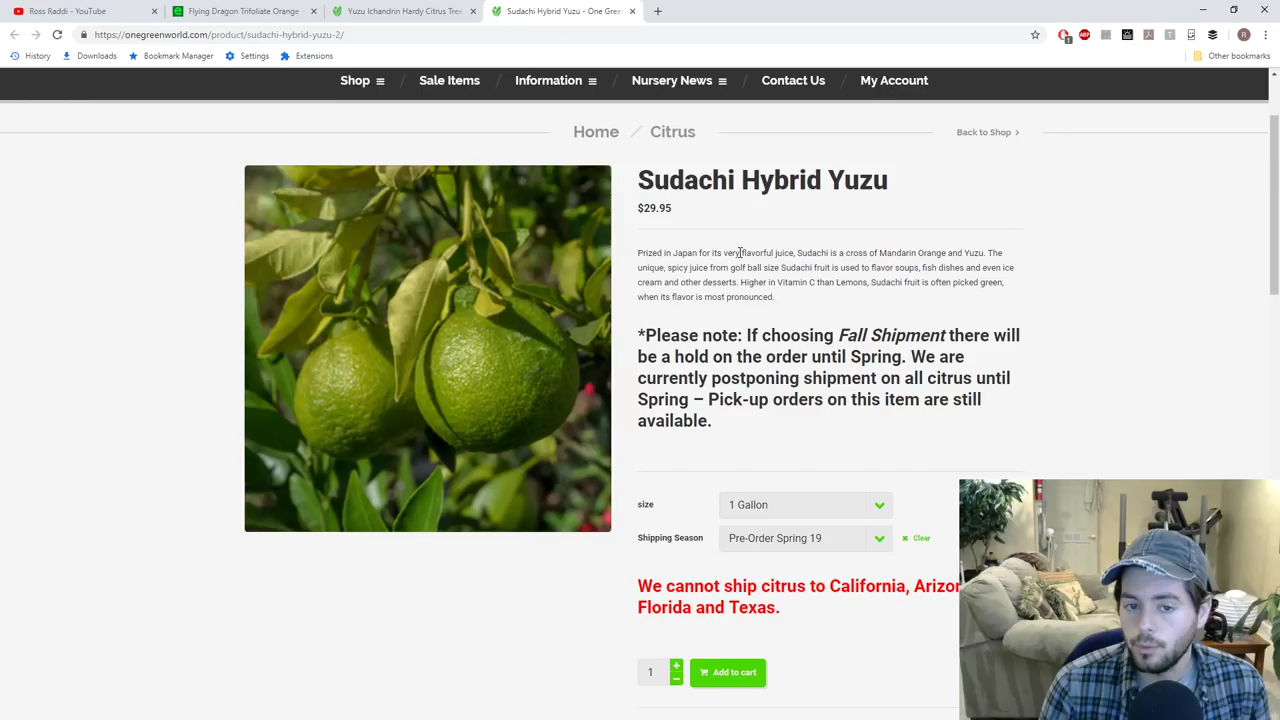 Ross Raddi - YouTube
Flying Dragon Trifoliate Orange
Yuzu Ichandrin Hardy Citrus Tree
Sudachi Hybrid Yuzu - One Gree
https://onegreenworld.com/product/sudachi-hybrid-yuzu-2/
History
Downloads
Bookmark Manager
Settings
Extensions
Other bookmarks
Shop
Sale Items
Information
Nursery News
Contact Us
My Account
Home / Citrus
Back to Shop
Sudachi Hybrid Yuzu
$29.95
Prized in Japan for its very flavorful juice, Sudachi is a cross of Mandarin Orange and Yuzu. The
unique, spicy juice from golf ball size Sudachi fruit is used to flavor soups, fish dishes and even ice
cream and other desserts. Higher in Vitamin C than Lemons, Sudachi fruit is often picked green,
when its flavor is most pronounced.
*Please note: If choosing Fall Shipment there will
be a hold on the order until Spring. We are
currently postponing shipment on all citrus until
Spring – Pick-up orders on this item are still
available.
size
1 Gallon
Shipping Season
Pre-Order Spring 19
Clear
We cannot ship citrus to California, Arizon
Florida and Texas.
1
Add to cart